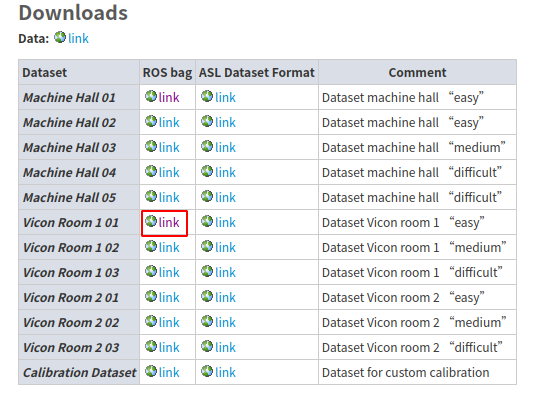 Downloads
Data: link
Dataset ROS bag ASL Dataset Format Comment
Machine Hall 01 link link Dataset machine hall “easy”
Machine Hall 02 link link Dataset machine hall “easy”
Machine Hall 03 link link Dataset machine hall “medium”
Machine Hall 04 link link Dataset machine hall “difficult”
Machine Hall 05 link link Dataset machine hall “difficult”
Vicon Room 1 01 link link Dataset Vicon room 1 “easy”
Vicon Room 1 02 link link Dataset Vicon room 1 “medium”
Vicon Room 1 03 link link Dataset Vicon room 1 “difficult”
Vicon Room 2 01 link link Dataset Vicon room 2 “easy”
Vicon Room 2 02 link link Dataset Vicon room 2 “medium”
Vicon Room 2 03 link link Dataset Vicon room 2 “difficult”
Calibration Dataset link link Dataset for custom calibration